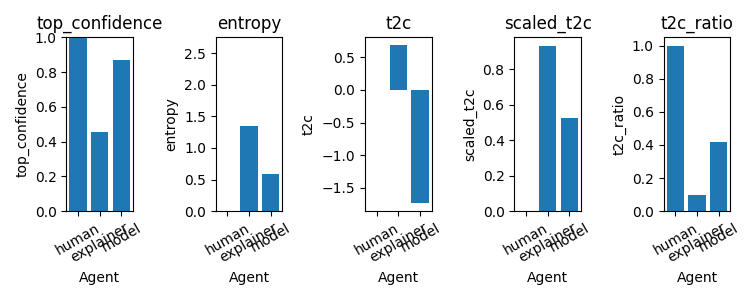 top_confidence
top_confidence
1.0
0.8
0.6
0.4
0.2
0.0
human
explainer
model
Agent
entropy
entropy
2.5
2.0
1.5
1.0
0.5
0.0
human
explainer
model
Agent
t2c
t2c
0.5
0.0
−0.5
−1.0
−1.5
human
explainer
model
Agent
scaled_t2c
scaled_t2c
0.8
0.6
0.4
0.2
0.0
human
explainer
model
Agent
t2c_ratio
t2c_ratio
1.0
0.8
0.6
0.4
0.2
0.0
human
explainer
model
Agent